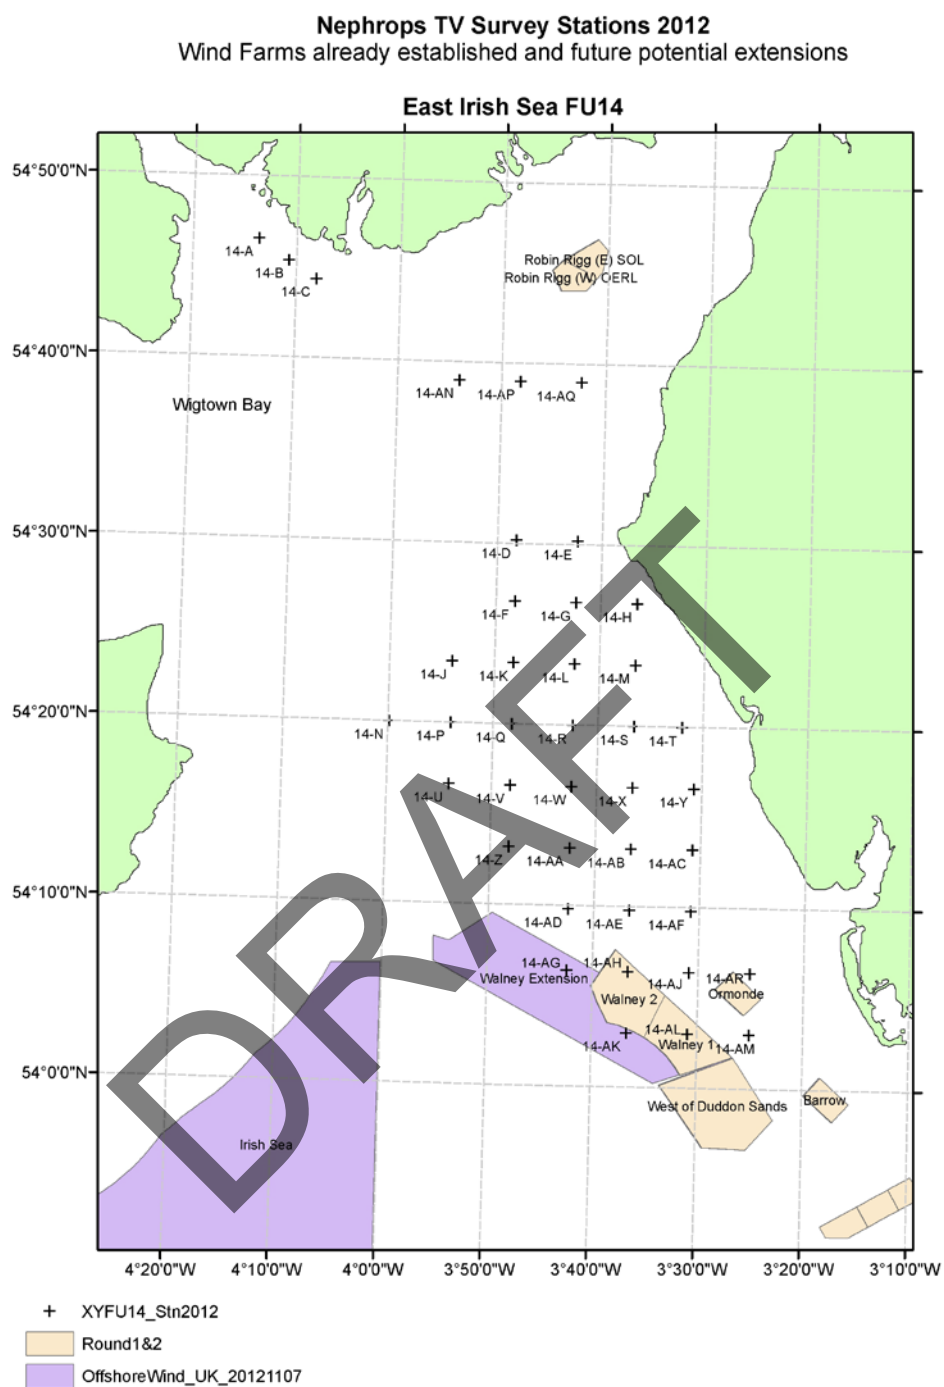 Nephrops TV Survey Stations 2012
Wind Farms already established and future potential extensions
East Irish Sea FU14
54°50'0"N
14-A
14-B
14-C
Robin Rigg (E) SOL
Robin Rigg (W) OERL
54°40'0"N
14-AN
14-AP
14-AQ
Wigtown Bay
54°30'0"N
14-D
14-E
14-F
14-G
14-H
14-J
14-K
14-L
14-M
54°20'0"N
14-N
14-P
14-Q
14-R
14-S
14-T
14-U
14-V
14-W
14-X
14-Y
14-Z
14-AA
14-AB
14-AC
54°10'0"N
14-AD
14-AE
14-AF
14-AG
14-AH
14-AJ
14-AR
Walney Extension
Walney 2
Ormonde
14-AK
14-AL
Walney 1
14-AM
54°0'0"N
West of Duddon Sands
Barrow
Irish Sea
DRAFT
4°20'0"W 4°10'0"W 4°0'0"W 3°50'0"W 3°40'0"W 3°30'0"W 3°20'0"W 3°10'0"W
XYFU14_Stn2012
Round1&2
OffshoreWind_UK_20121107